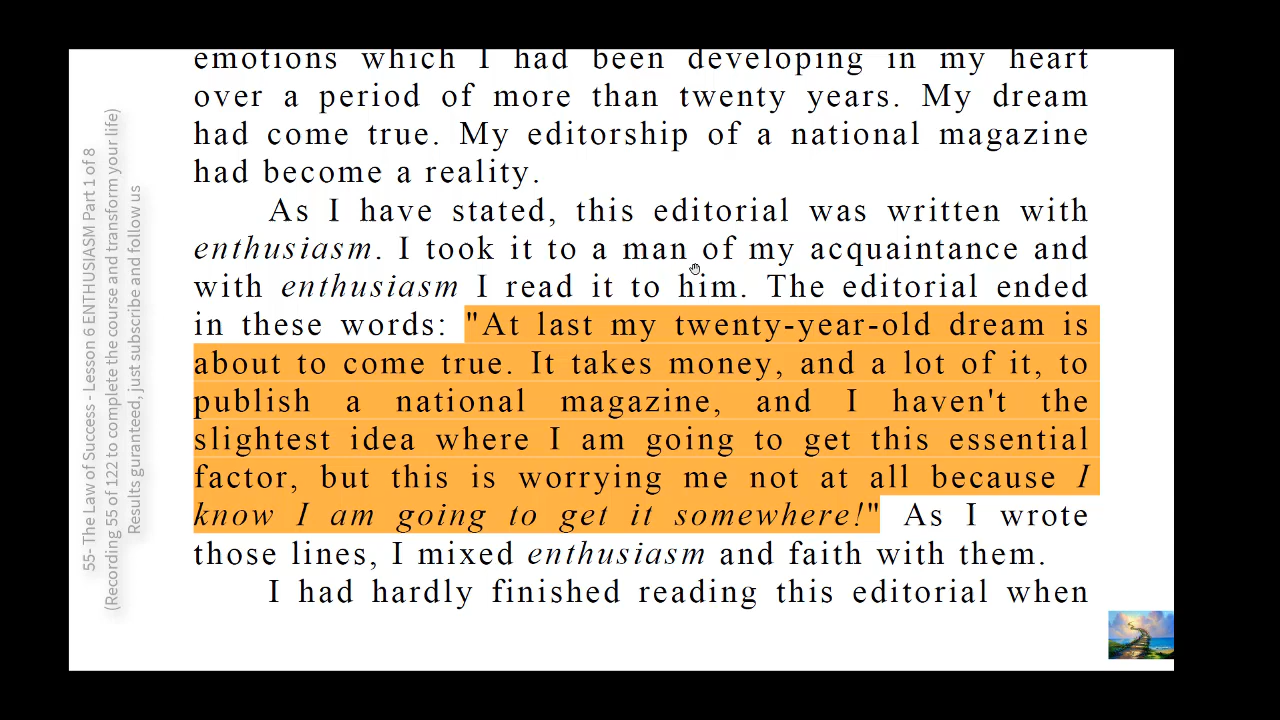 emotions which I had been developing in my heart
over a period of more than twenty years. My dream
had come true. My editorship of a national magazine
had become a reality.
As I have stated, this editorial was written with
enthusiasm. I took it to a man of my acquaintance and
with enthusiasm I read it to him. The editorial ended
in these words: "At last my twenty-year-old dream is
about to come true. It takes money, and a lot of it, to
publish a national magazine, and I haven't the
slightest idea where I am going to get this essential
factor, but this is worrying me not at all because I
know I am going to get it somewhere!" As I wrote
those lines, I mixed enthusiasm and faith with them.
I had hardly finished reading this editorial when
55- The Law of Success - Lesson 6 ENTHUSIASM Part 1 of 8
(Recording 55 of 122 to complete the course and transform your life)
Results guranteed, just subscribe and follow us